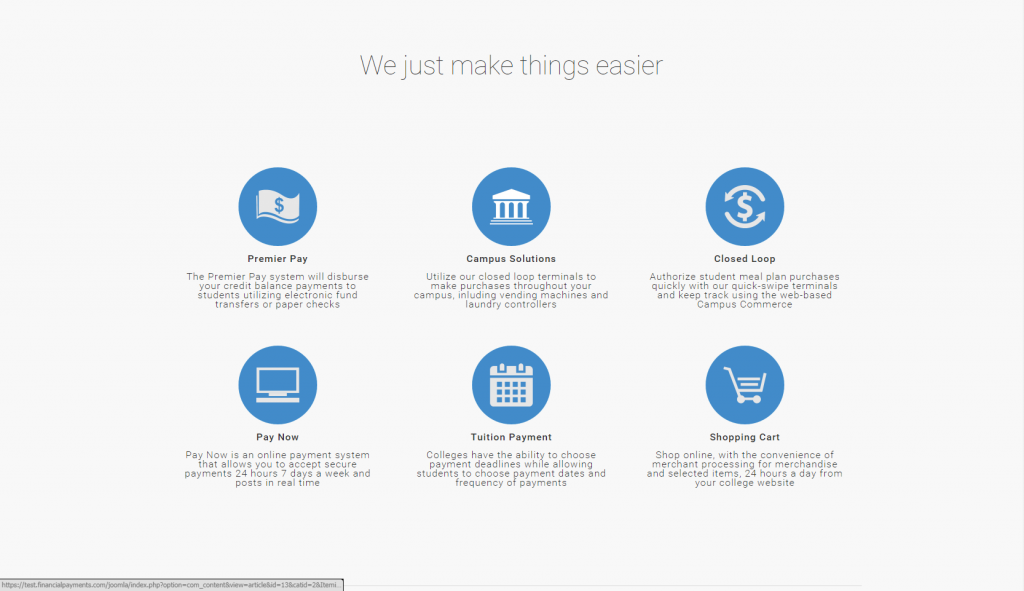 We just make things easier
$
$
Premier Pay
Campus Solutions
Closed Loop
The Premier Pay system will disburse
your credit balance payments to
students utilizing electronic fund
transfers or paper checks
Utilize our closed loop terminals to
make purchases throughout your
campus, inluding vending machines and
laundry controllers
Authorize student meal plan purchases
quickly with our quick-swipe terminals
and keep track using the web-based
Campus Commerce
Pay Now
Tuition Payment
Shopping Cart
Pay Now is an online payment system
that allows you to accept secure
payments 24 hours 7 days a week and
posts in real time
Colleges have the ability to choose
payment deadlines while allowing
students to choose payment dates and
frequency of payments
Shop online, with the convenience of
merchant processing for merchandise
and selected items, 24 hours a day from
your college website
https://test.financialpayments.com/joomla/index.php?option=com_content&view=article&id=13&catid=2&Itemi...